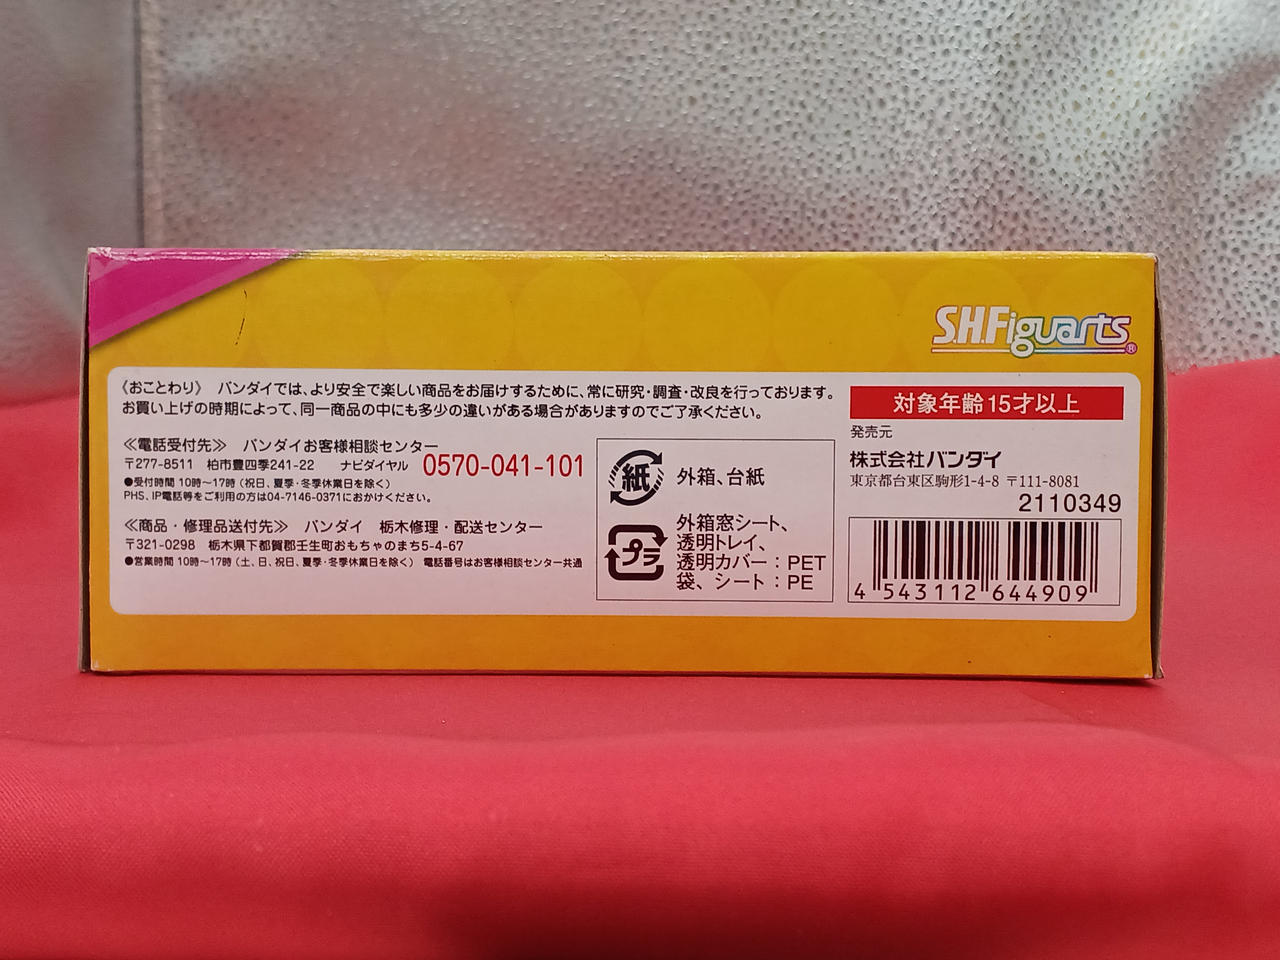 S.H.Figuarts®
《おことわり》 バンダイでは、より安全で楽しい商品をお届けするために、常に研究・調査・改良を行っております。
お買い上げの時期によって、同一商品の中にも多少の違いがある場合がありますのでご了承ください。
≪電話受付先≫ バンダイお客様相談センター
〒277-8511 柏市豊四季241-22 ナビダイヤル 0570-041-101
●受付時間 10時〜17時(祝日、夏季・冬季休業日を除く)
PHS、IP電話等をご利用の方は04-7146-0371におかけください。
≪商品・修理品送付先≫ バンダイ 栃木修理・配送センター
〒321-0298 栃木県下都賀郡壬生町おもちゃのまち5-4-67
●営業時間 10時〜17時(土、日、祝日、夏季・冬季休業日を除く) 電話番号はお客様相談センター共通
紙 外箱、台紙
プラ
外箱窓シート、
透明トレイ、
透明カバー：PET
袋、シート：PE
対象年齢15才以上
発売元
株式会社バンダイ
東京都台東区駒形1-4-8 〒111-8081
2110349
4 543112 644909